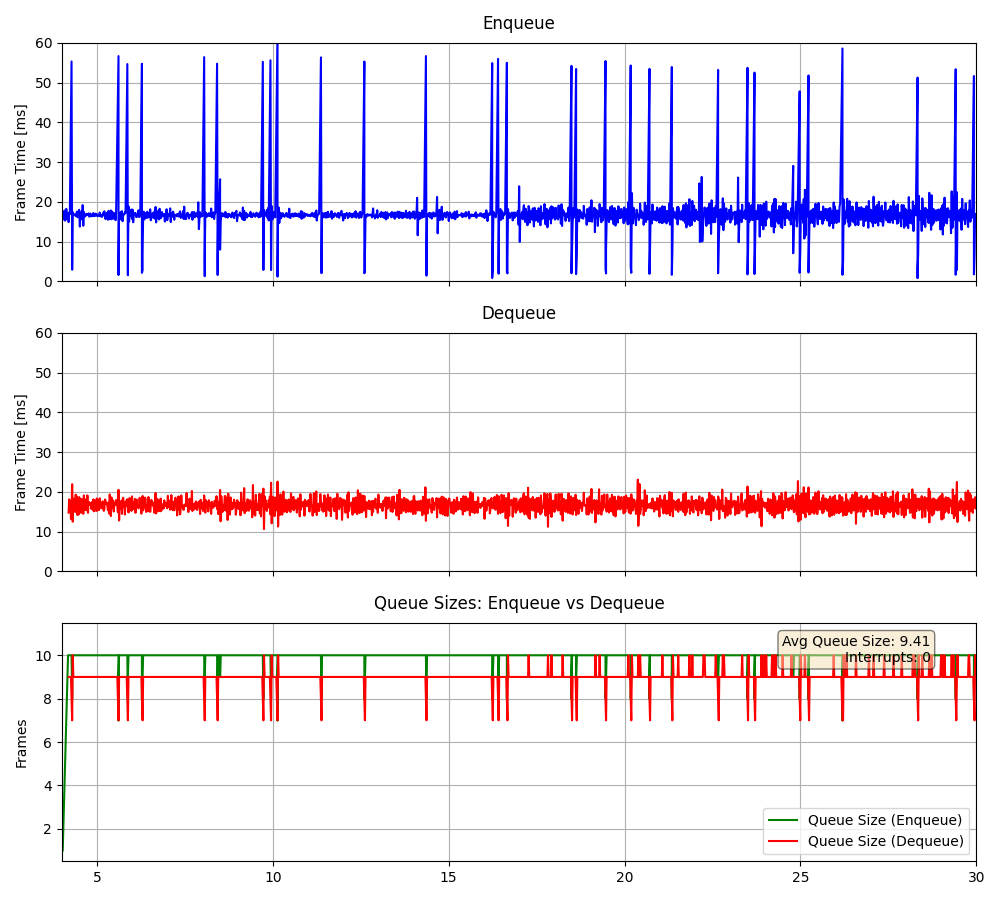 Enqueue
60
50
40
30
20
10
0
Frame Time [ms]
Dequeue
60
50
40
30
20
10
0
Frame Time [ms]
Queue Sizes: Enqueue vs Dequeue
10
8
6
4
2
Frames
Avg Queue Size: 9.41
Interrupts: 0
Queue Size (Enqueue)
Queue Size (Dequeue)
5
10
15
20
25
30